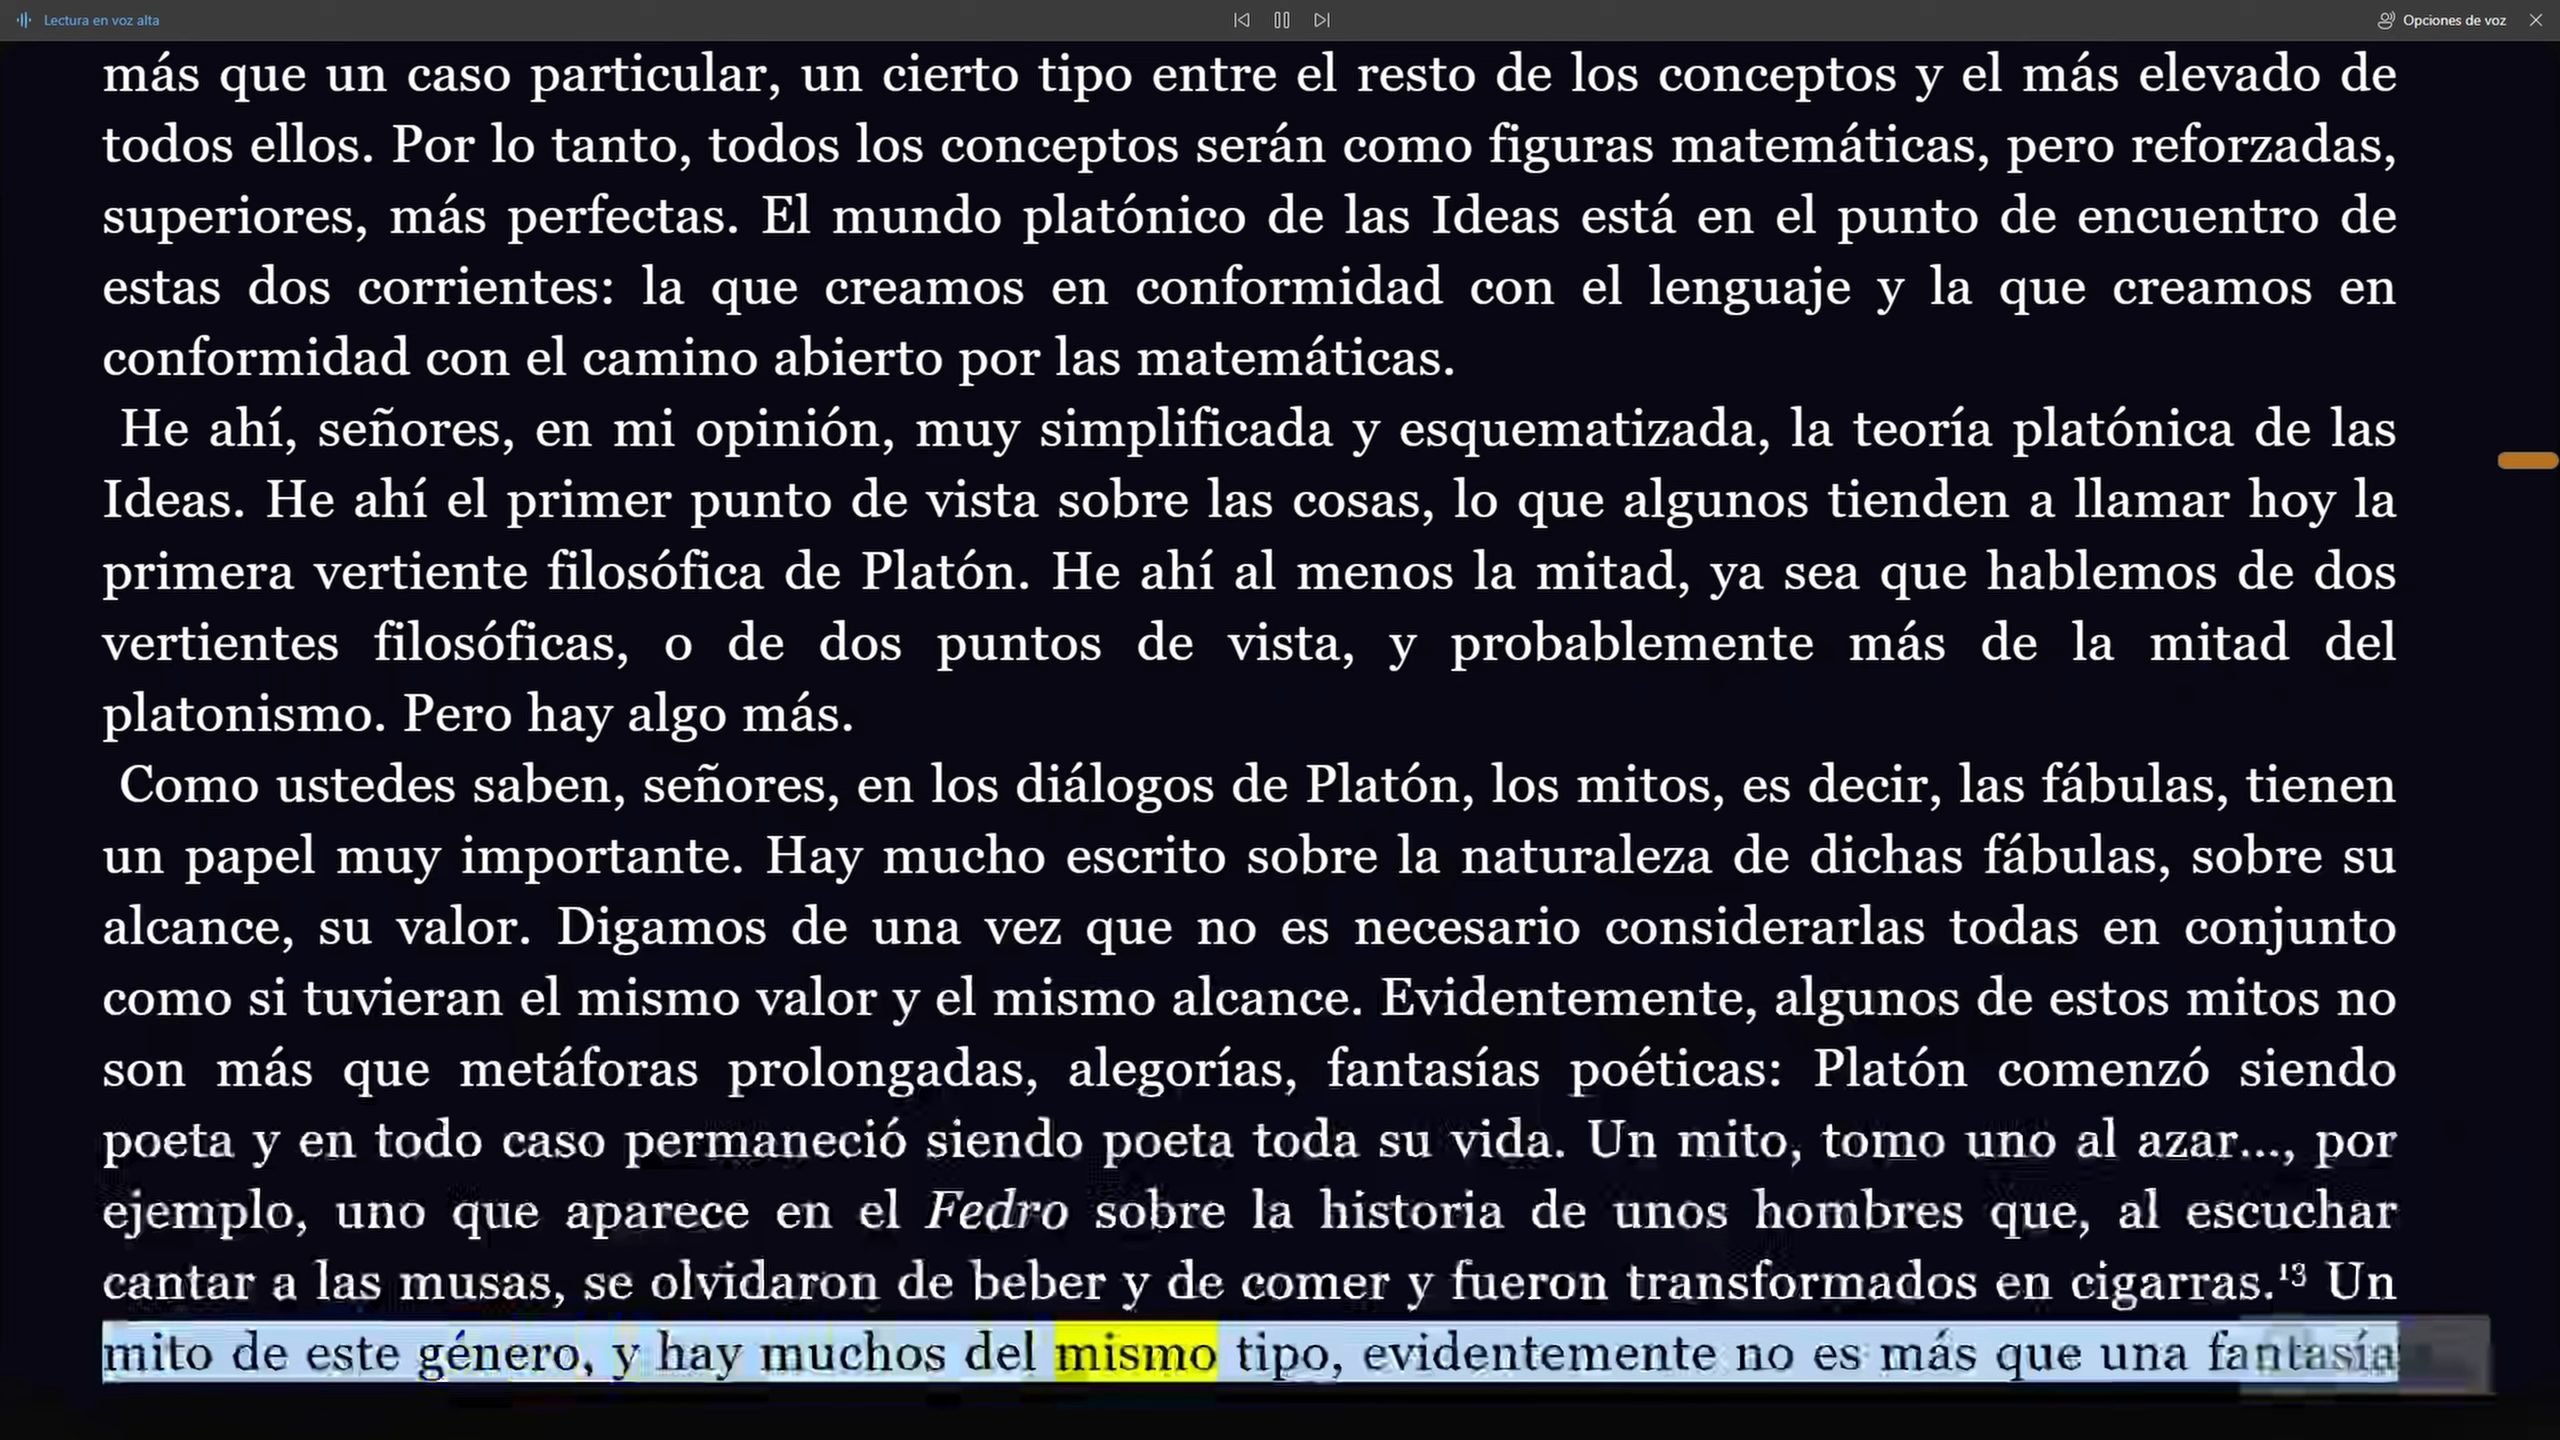 Lectura en voz alta
Opciones de voz
más que un caso particular, un cierto tipo entre el resto de los conceptos y el más elevado de
todos ellos. Por lo tanto, todos los conceptos serán como figuras matemáticas, pero reforzadas,
superiores, más perfectas. El mundo platónico de las Ideas está en el punto de encuentro de
estas dos corrientes: la que creamos en conformidad con el lenguaje y la que creamos en
conformidad con el camino abierto por las matemáticas.
He ahí, señores, en mi opinión, muy simplificada y esquematizada, la teoría platónica de las
Ideas. He ahí el primer punto de vista sobre las cosas, lo que algunos tienden a llamar hoy la
primera vertiente filosófica de Platón. He ahí al menos la mitad, ya sea que hablemos de dos
vertientes filosóficas, o de dos puntos de vista, y probablemente más de la mitad del
platonismo. Pero hay algo más.
Como ustedes saben, señores, en los diálogos de Platón, los mitos, es decir, las fábulas, tienen
un papel muy importante. Hay mucho escrito sobre la naturaleza de dichas fábulas, sobre su
alcance, su valor. Digamos de una vez que no es necesario considerarlas todas en conjunto
como si tuvieran el mismo valor y el mismo alcance. Evidentemente, algunos de estos mitos no
son más que metáforas prolongadas, alegorías, fantasías poéticas: Platón comenzó siendo
poeta y en todo caso permaneció siendo poeta toda su vida. Un mito, tomo uno al azar..., por
ejemplo, uno que aparece en el Fedro sobre la historia de unos hombres que, al escuchar
cantar a las musas, se olvidaron de beber y de comer y fueron transformados en cigarras.¹³ Un
mito de este género, y hay muchos del mismo tipo, evidentemente no es más que una fantasía